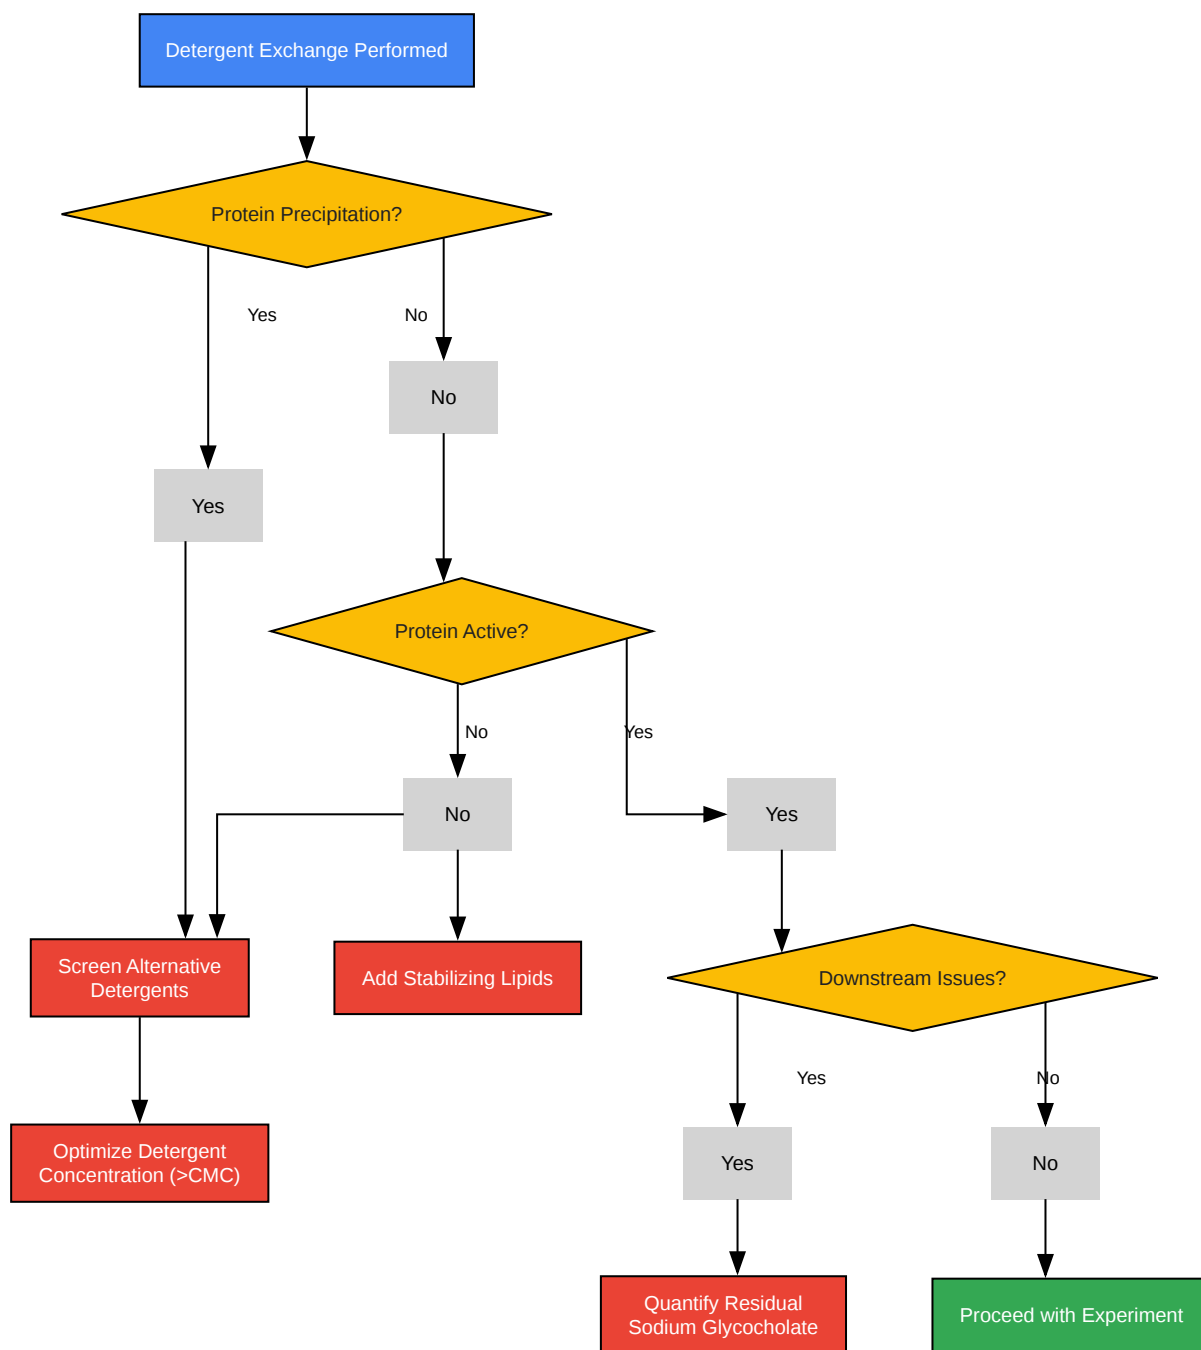 Detergent Exchange Performed
Protein Precipitation?
Yes
No
No
Yes
Protein Active?
No
Yes
No
Yes
Screen Alternative
Detergents
Add Stabilizing Lipids
Downstream Issues?
Yes
No
Optimize Detergent
Concentration (>CMC)
Yes
No
Quantify Residual
Sodium Glycocholate
Proceed with Experiment